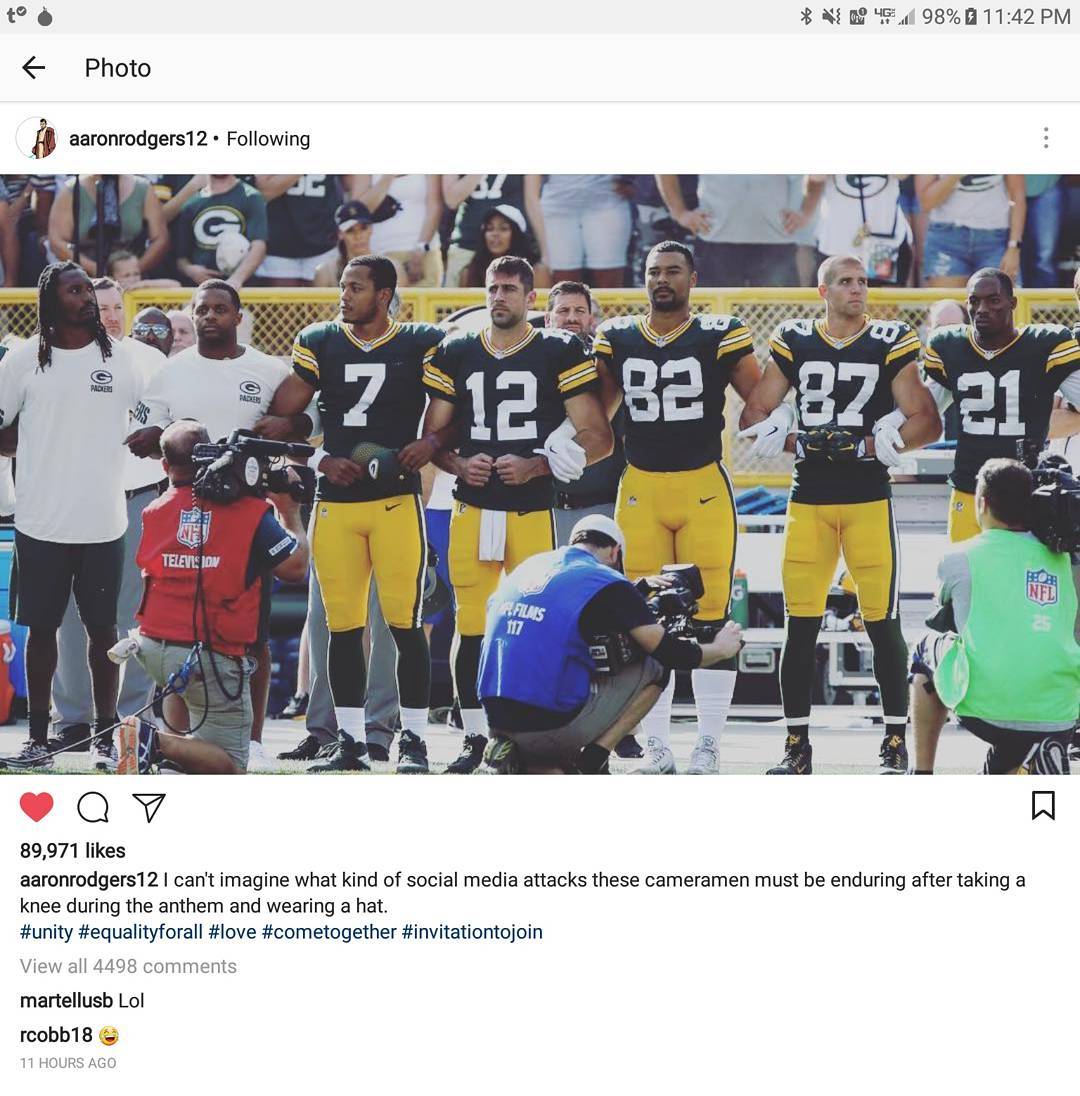 4G
98%
11:42 PM
Photo
aaronrodgers12 • Following
G
G
PACKERS
PACKERS
7
12
82
82
87
87
21
NFL
TELEVISION
FILMS
117
NFL
25
G
89,971 likes
aaronrodgers12 I can't imagine what kind of social media attacks these cameramen must be enduring after taking a
knee during the anthem and wearing a hat.
#unity #equalityforall #love #cometogether #invitationtojoin
View all 4498 comments
martellusb Lol
rcobb18 😂
11 HOURS AGO